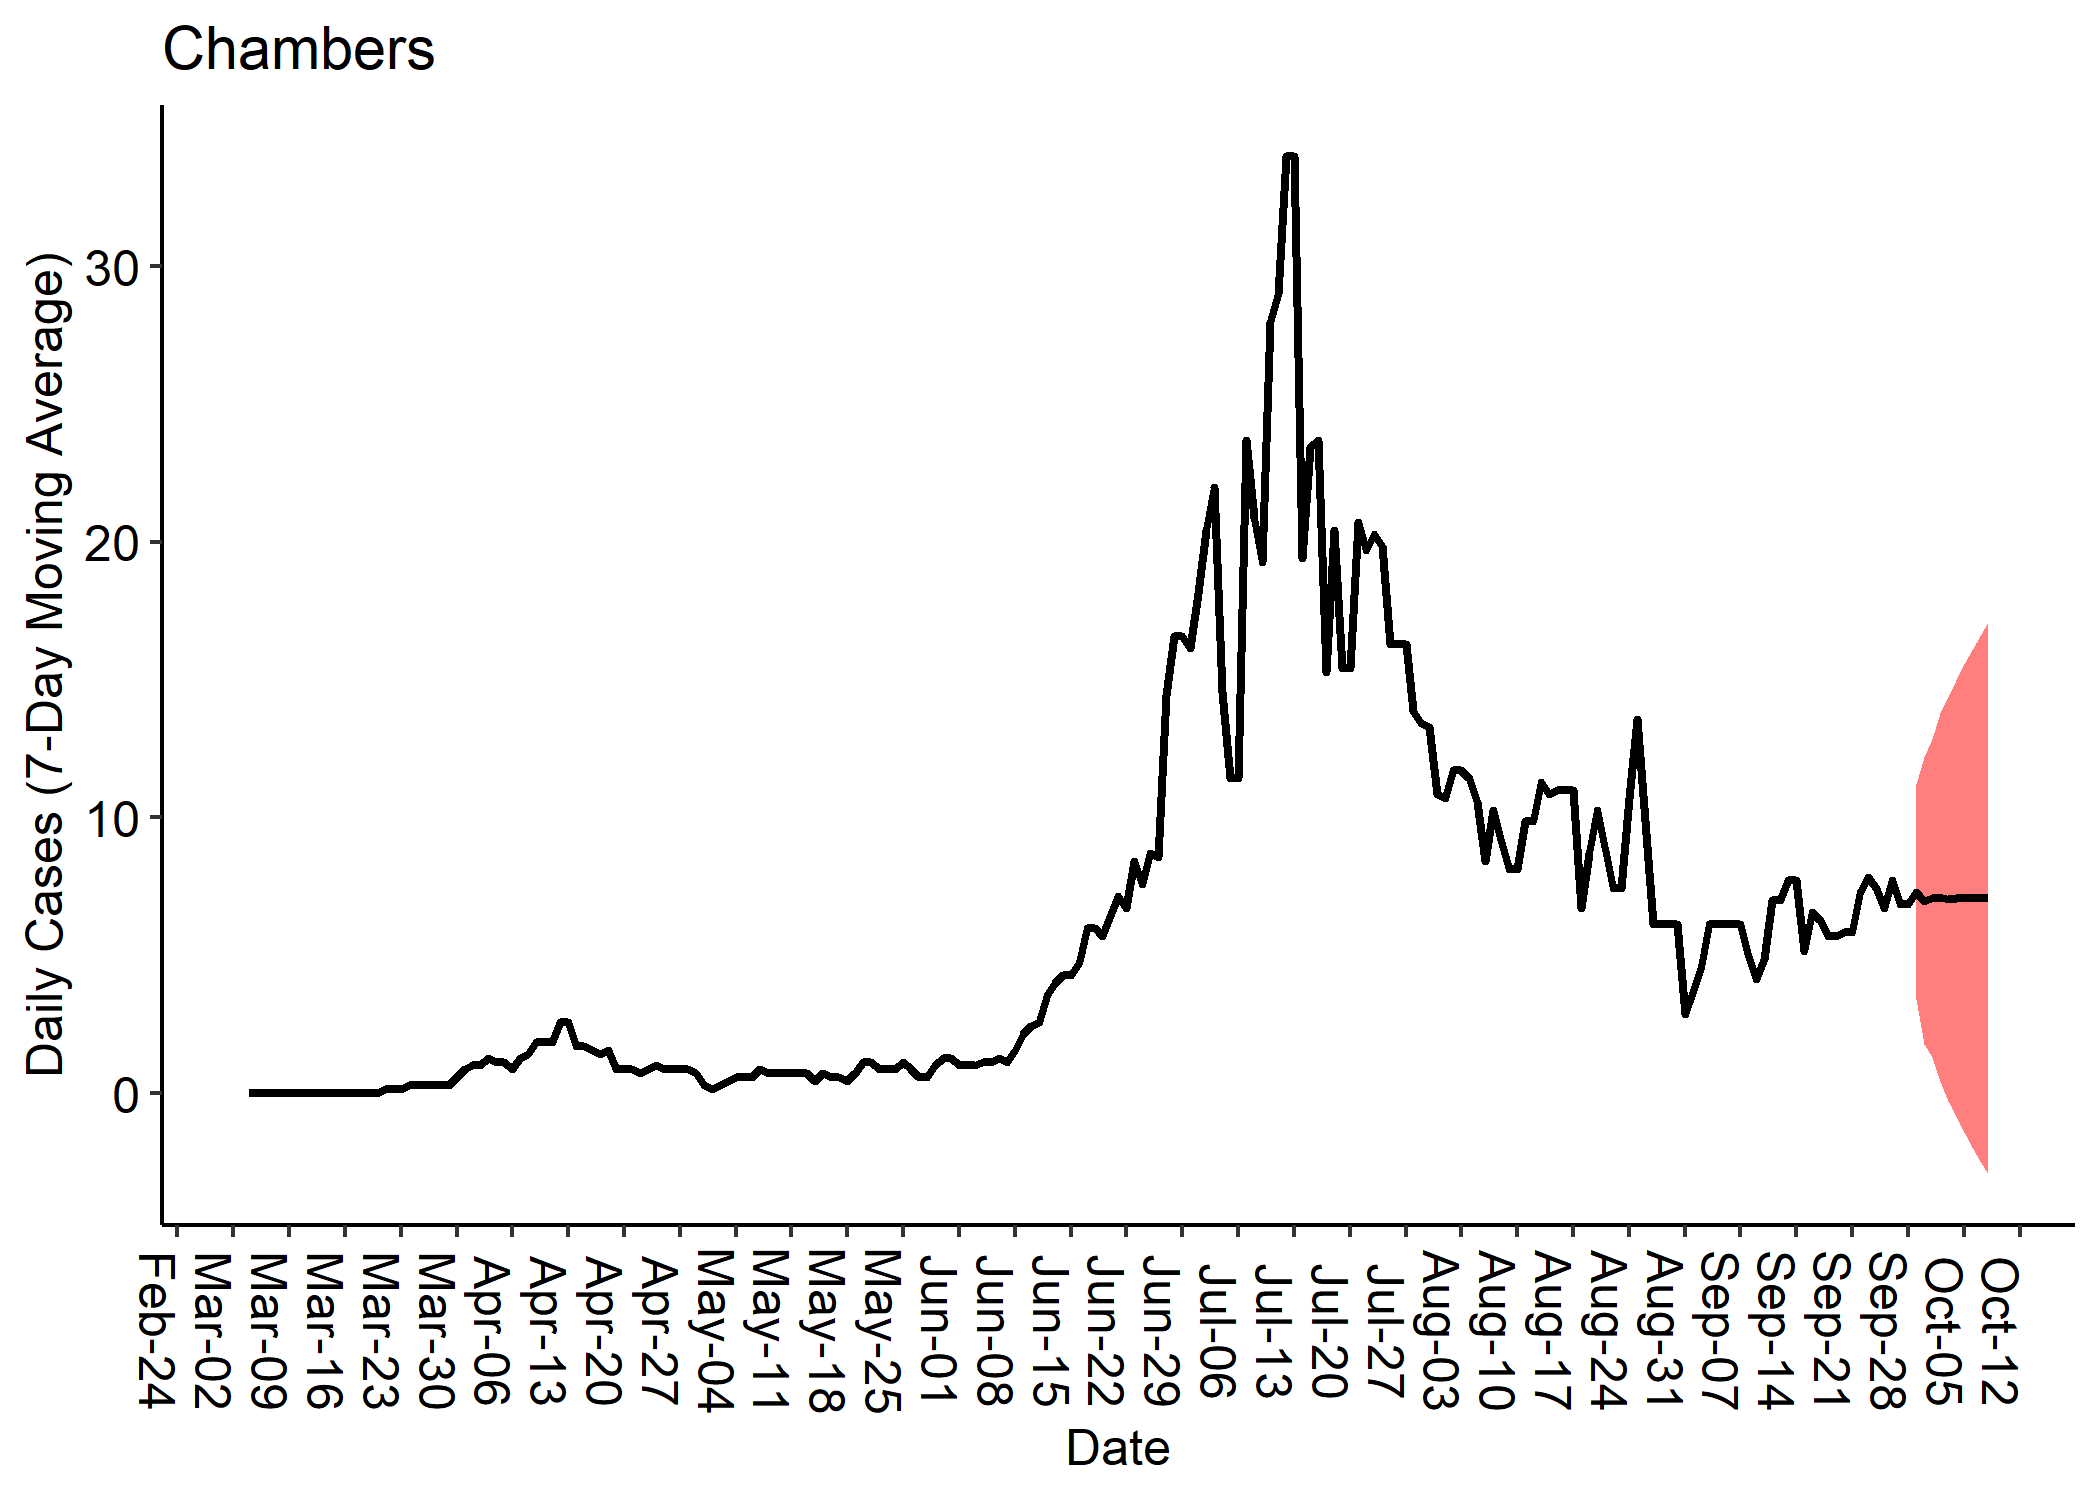 Chambers
Daily Cases (7-Day Moving Average)
30
20
10
0
Feb-24
Mar-02
Mar-09
Mar-16
Mar-23
Mar-30
Apr-06
Apr-13
Apr-20
Apr-27
May-04
May-11
May-18
May-25
Jun-01
Jun-08
Jun-15
Jun-22
Jun-29
Jul-06
Jul-13
Jul-20
Jul-27
Aug-03
Aug-10
Aug-17
Aug-24
Aug-31
Sep-07
Sep-14
Sep-21
Sep-28
Oct-05
Oct-12
Date